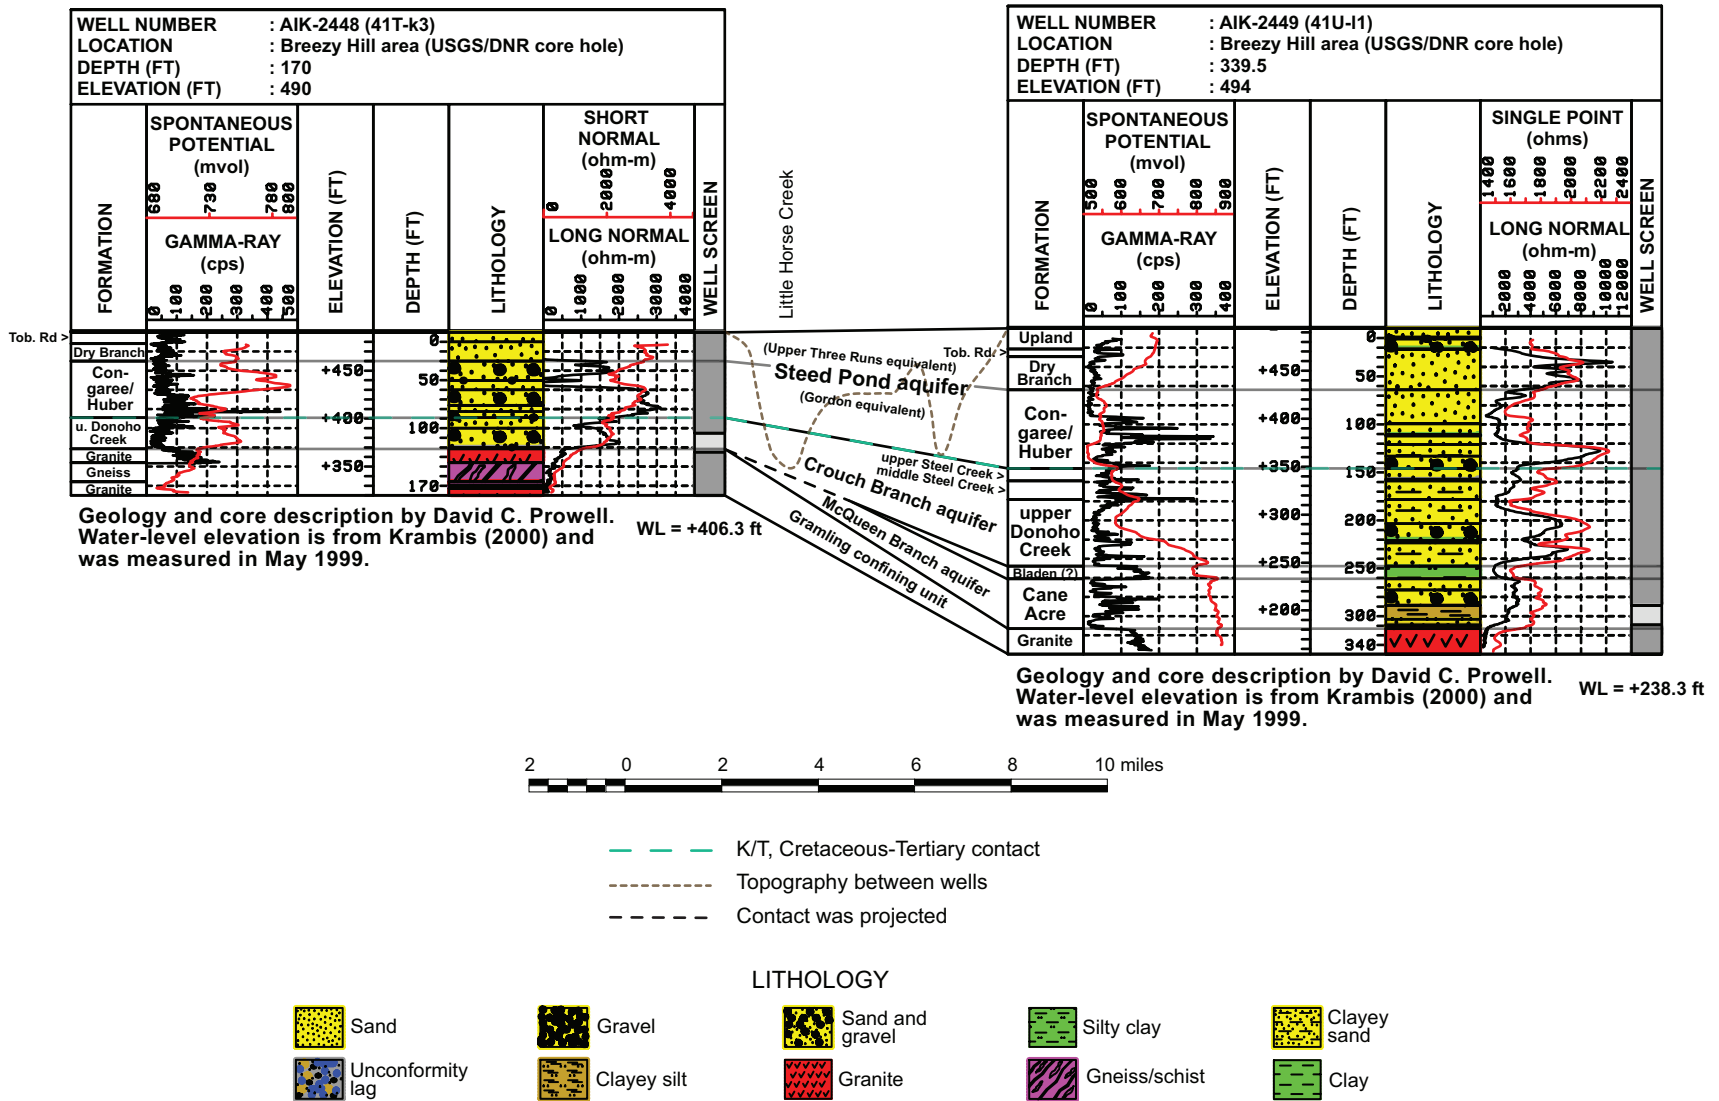 WELL NUMBER : AIK-2448 (41T-k3)
LOCATION : Breezy Hill area (USGS/DNR core hole)
DEPTH (FT) : 170
ELEVATION (FT) : 490
FORMATION
SPONTANEOUS
POTENTIAL
(mvol)
680 730 780 800
GAMMA-RAY
(cps)
0 100 200 300 400 500
ELEVATION (FT)
DEPTH (FT)
LITHOLOGY
SHORT
NORMAL
(ohm-m)
0 2000 4000
LONG NORMAL
(ohm-m)
0 1000 2000 3000 4000
WELL SCREEN
Tob. Rd >
Dry Branch
Con-
garee/
Huber
u. Donoho
Creek
Granite
Gneiss
Granite
+450
+400
+350
0
50
100
170
Geology and core description by David C. Prowell.
Water-level elevation is from Krambis (2000) and
was measured in May 1999.
WL = +406.3 ft
Little Horse Creek
(Upper Three Runs equivalent)
Steed Pond aquifer
(Gordon equivalent)
Crouch Branch aquifer
McQueen Branch aquifer
Gramling confining unit
WELL NUMBER : AIK-2449 (41U-l1)
LOCATION : Breezy Hill area (USGS/DNR core hole)
DEPTH (FT) : 339.5
ELEVATION (FT) : 494
FORMATION
SPONTANEOUS
POTENTIAL
(mvol)
500 600 700 800 900
GAMMA-RAY
(cps)
0 100 200 300 400
ELEVATION (FT)
DEPTH (FT)
LITHOLOGY
SINGLE POINT
(ohms)
1400 1600 1800 2000 2200 2400
LONG NORMAL
(ohm-m)
2000 4000 6000 8000 10000 12000
WELL SCREEN
Upland
Tob. Rd. >
Dry
Branch
Con-
garee/
Huber
upper Steel Creek >
middle Steel Creek >
upper
Donoho
Creek
Bladen (?)
Cane
Acre
Granite
+450
+400
+350
+300
+250
+200
0
50
100
150
200
250
300
340
Geology and core description by David C. Prowell.
Water-level elevation is from Krambis (2000) and
was measured in May 1999.
WL = +238.3 ft
2 0 2 4 6 8 10 miles
K/T, Cretaceous-Tertiary contact
Topography between wells
Contact was projected
LITHOLOGY
Sand
Gravel
Sand and
gravel
Silty clay
Clayey
sand
Unconformity
lag
Clayey silt
Granite
Gneiss/schist
Clay